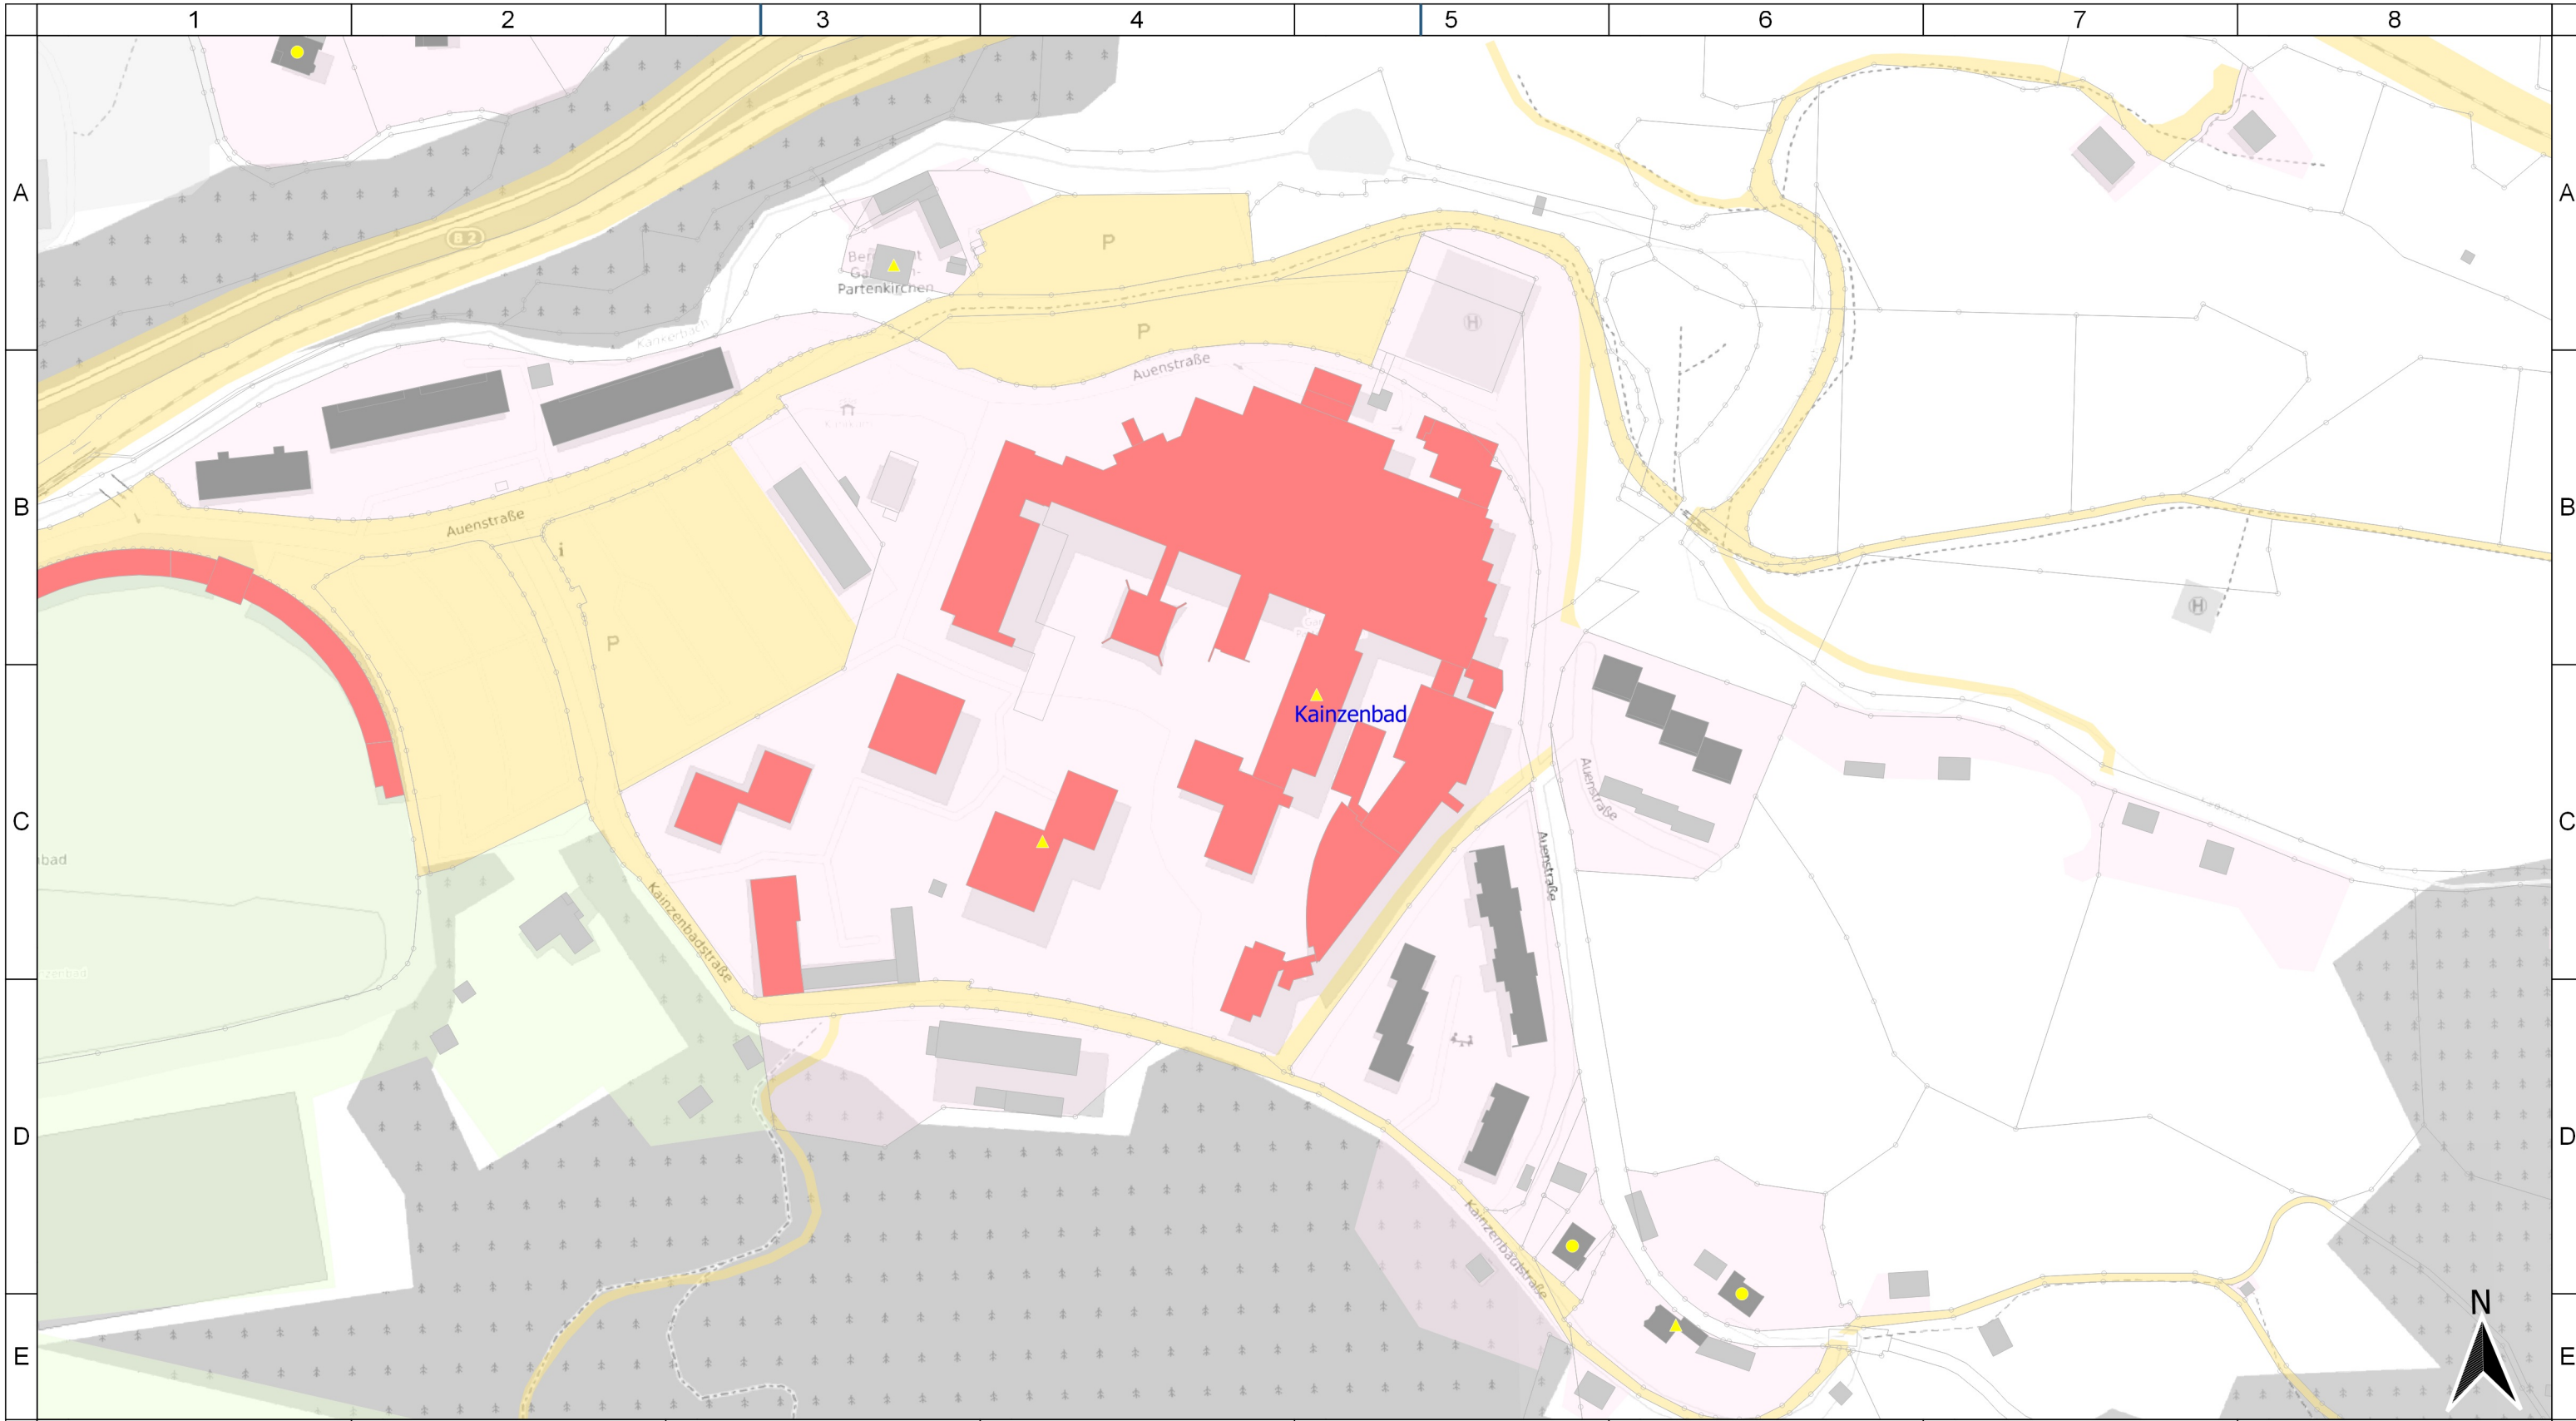 1 2 3 4 5 6 7 8
A A
B 2
P
Partenkirchen
P
H
Auenstraße
B B
Auenstraße
i
P
H
Kainzenbad
Auenstraße
C C
Auenstraße
Kainzenbadstraße
D D
Kainzenbadstraße
N
E E